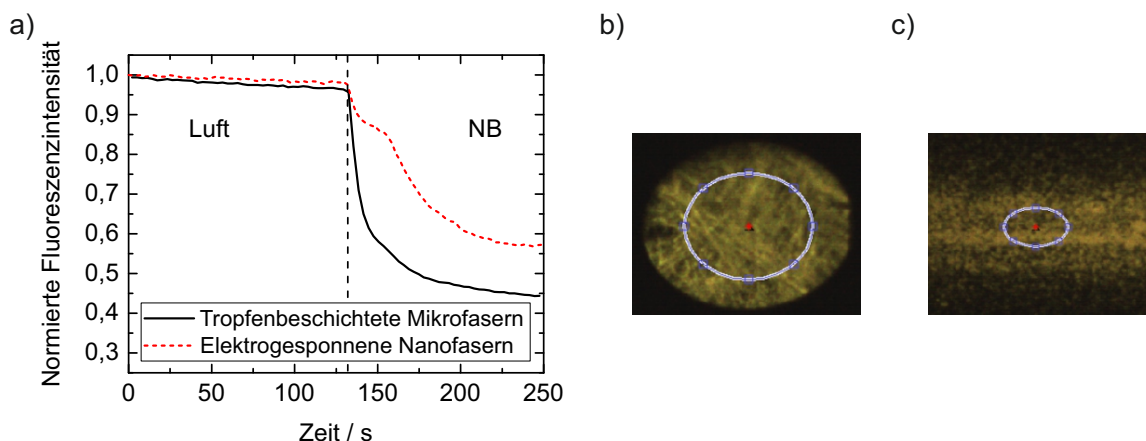 a)
b)
c)
Normierte Fluoreszenzintensität
1,0
0,9
0,8
0,7
0,6
0,5
0,4
0,3
Luft
NB
Tropfenbeschichtete Mikrofasern
Elektrogesponnene Nanofasern
0 50 100 150 200 250
Zeit / s